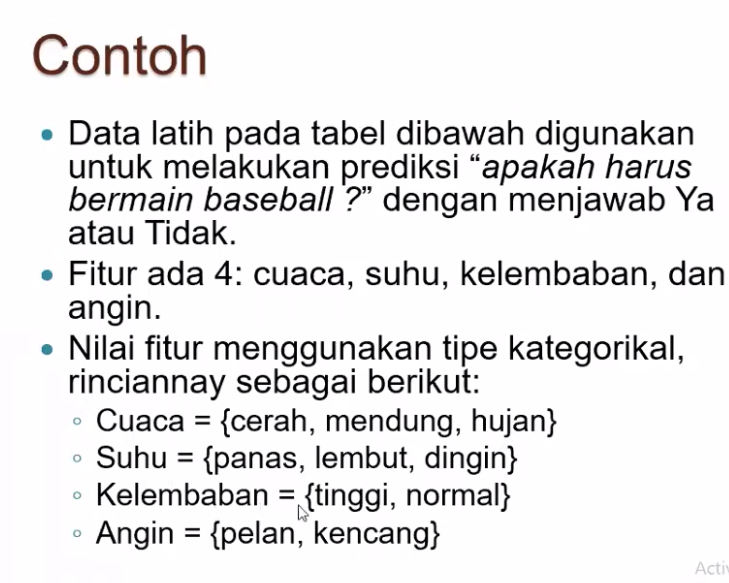 Contoh
• Data latih pada tabel dibawah digunakan
untuk melakukan prediksi “apakah harus
bermain baseball ?” dengan menjawab Ya
atau Tidak.
• Fitur ada 4: cuaca, suhu, kelembaban, dan
angin.
• Nilai fitur menggunakan tipe kategorikal,
rinciannay sebagai berikut:
◦ Cuaca = {cerah, mendung, hujan}
◦ Suhu = {panas, lembut, dingin}
◦ Kelembaban = {tinggi, normal}
◦ Angin = {pelan, kencang}